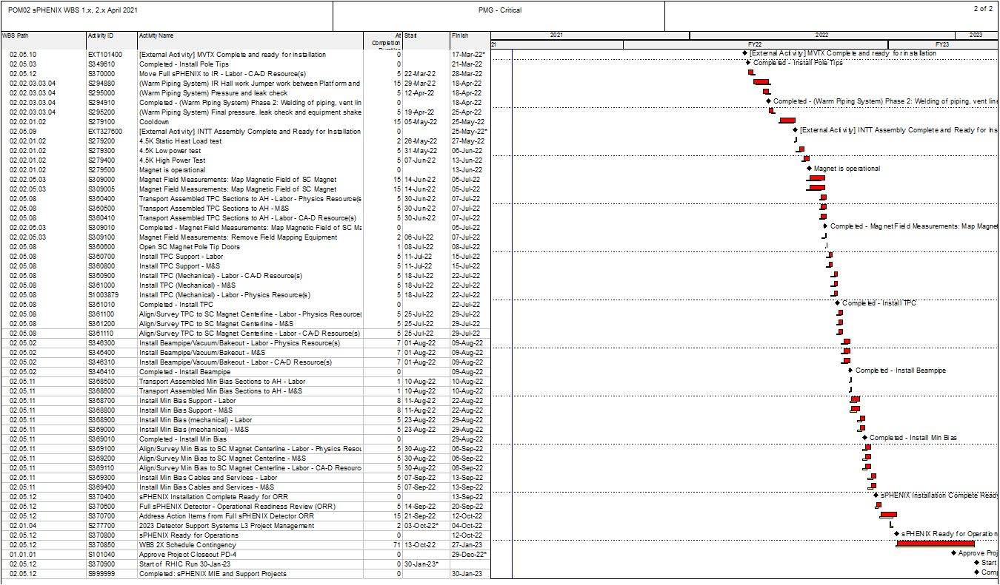 POM02 sPHENIX WBS 1.x, 2.x April 2021 PMG - Critical 2 of 2
WBS Path Activity ID Activity Name At Completion Start Finish 2021 2022 2023
21 FY22 FY23
02.05.10 EXT101400 [External Activity] MVTX Complete and ready for installation 0 17-Mar-22* [External Activity] MVTX Complete and ready for installation
02.05.03 S349610 Completed - Install Pole Tips 0 21-Mar-22 Completed - Install Pole Tips
02.05.12 S370000 Move Full sPHENIX to IR - Labor - CA-D Resource(s) 5 22-Mar-22 28-Mar-22
02.02.03.03.04 S294880 (Warm Piping System) IR Hall work Jumper work between Platform and 15 29-Mar-22 18-Apr-22
02.02.03.03.04 S295000 (Warm Piping System) Pressure and leak check 5 12-Apr-22 18-Apr-22
02.02.03.03.04 S294910 Completed - (Warm Piping System) Phase 2: Welding of piping, vent lin 0 18-Apr-22 Completed - (Warm Piping System) Phase 2: Welding of piping, vent line
02.02.03.03.04 S295200 (Warm Piping System) Final pressure. leak check and equipment shake 5 19-Apr-22 25-Apr-22
02.02.01.02 S279100 Cooldown 15 05-May-22 25-May-22
02.05.09 EXT327600 [External Activity] INTT Assembly Complete and Ready for Installation 0 25-May-22* [External Activity] INTT Assembly Complete and Ready for Ins
02.02.01.02 S279200 4.5K Static Heat Load test 2 26-May-22 27-May-22
02.02.01.02 S279300 4.5K Low power test 5 31-May-22 06-Jun-22
02.02.01.02 S279400 4.5K High Power Test 5 07-Jun-22 13-Jun-22
02.02.01.02 S279500 Magnet is operational 0 13-Jun-22 Magnet is operational
02.02.05.03 S309000 Magnet Field Measurements: Map Magnetic Field of SC Magnet 15 14-Jun-22 05-Jul-22
02.02.05.03 S309005 Magnet Field Measurements: Map Magnetic Field of SC Magnet 15 14-Jun-22 05-Jul-22
02.05.08 S360400 Transport Assembled TPC Sections to AH - Labor - Physics Resource(s 5 30-Jun-22 07-Jul-22
02.05.08 S360500 Transport Assembled TPC Sections to AH - M&S 5 30-Jun-22 07-Jul-22
02.05.08 S360410 Transport Assembled TPC Sections to AH - Labor - CA-D Resource(s) 5 30-Jun-22 07-Jul-22
02.02.05.03 S309010 Completed - Magnet Field Measurements: Map Magnetic Field of SC Ma 0 05-Jul-22 Completed - Magnet Field Measurements: Map Magnet
02.02.05.03 S309100 Magnet Field Measurements: Remove Field Mapping Equipment 2 06-Jul-22 07-Jul-22
02.05.08 S360600 Open SC Magnet Pole Tip Doors 1 08-Jul-22 08-Jul-22
02.05.08 S360700 Install TPC Support - Labor 5 11-Jul-22 15-Jul-22
02.05.08 S360800 Install TPC Support - M&S 5 11-Jul-22 15-Jul-22
02.05.08 S360900 Install TPC (Mechanical) - Labor - CA-D Resource(s) 5 18-Jul-22 22-Jul-22
02.05.08 S361000 Install TPC (Mechanical) - M&S 5 18-Jul-22 22-Jul-22
02.05.08 S1003879 Install TPC (Mechanical) - Labor - Physics Resource(s) 5 18-Jul-22 22-Jul-22
02.05.08 S361010 Completed - Install TPC 0 22-Jul-22 Completed - Install TPC
02.05.08 S361100 Align/Survey TPC to SC Magnet Centerline - Labor - Physics Resource( 5 25-Jul-22 29-Jul-22
02.05.08 S361200 Align/Survey TPC to SC Magnet Centerline - M&S 5 25-Jul-22 29-Jul-22
02.05.08 S361110 Align/Survey TPC to SC Magnet Centerline - Labor - CA-D Resource(s) 5 25-Jul-22 29-Jul-22
02.05.02 S346300 Install Beampipe/Vacuum/Bakeout - Labor - Physics Resource(s) 7 01-Aug-22 09-Aug-22
02.05.02 S346400 Install Beampipe/Vacuum/Bakeout - M&S 7 01-Aug-22 09-Aug-22
02.05.02 S346310 Install Beampipe/Vacuum/Bakeout - Labor - CA-D Resource(s) 7 01-Aug-22 09-Aug-22
02.05.02 S346410 Completed - Install Beampipe 0 09-Aug-22 Completed - Install Beampipe
02.05.11 S368500 Transport Assembled Min Bias Sections to AH - Labor 1 10-Aug-22 10-Aug-22
02.05.11 S368600 Transport Assembled Min Bias Sections to AH - M&S 1 10-Aug-22 10-Aug-22
02.05.11 S368700 Install Min Bias Support - Labor 8 11-Aug-22 22-Aug-22
02.05.11 S368800 Install Min Bias Support - M&S 8 11-Aug-22 22-Aug-22
02.05.11 S368900 Install Min Bias (mechanical) - Labor 5 23-Aug-22 29-Aug-22
02.05.11 S369000 Install Min Bias (mechanical) - M&S 5 23-Aug-22 29-Aug-22
02.05.11 S369010 Completed - Install Min Bias 0 29-Aug-22 Completed - Install Min Bias
02.05.11 S369100 Align/Survey Min Bias to SC Magnet Centerline - Labor - Physics Resou 5 30-Aug-22 06-Sep-22
02.05.11 S369200 Align/Survey Min Bias to SC Magnet Centerline - M&S 5 30-Aug-22 06-Sep-22
02.05.11 S369110 Align/Survey Min Bias to SC Magnet Centerline - Labor - CA-D Resourc 5 30-Aug-22 06-Sep-22
02.05.11 S369300 Install Min Bias Cables and Services - Labor 5 07-Sep-22 13-Sep-22
02.05.11 S369400 Install Min Bias Cables and Services - M&S 5 07-Sep-22 13-Sep-22
02.05.12 S370400 sPHENIX Installation Complete Ready for ORR 0 13-Sep-22 sPHENIX Installation Complete Ready
02.05.12 S370600 Full sPHENIX Detector - Operational Readiness Review (ORR) 5 14-Sep-22 20-Sep-22
02.05.12 S370700 Address Action Items from Full sPHENIX Detector ORR 15 21-Sep-22 12-Oct-22
02.01.04 S277700 2023 Detector Support Systems L3 Project Management 2 03-Oct-22* 04-Oct-22
02.05.12 S370800 sPHENIX Ready for Operations 0 12-Oct-22 sPHENIX Ready for Operation
02.05.12 S370850 WBS 2X Schedule Contingency 71 13-Oct-22 27-Jan-23
01.01.01 S101040 Approve Project Closeout PD-4 0 29-Dec-22* Approve Proj
02.05.12 S370900 Start of RHIC Run 30-Jan-23 0 30-Jan-23* Start
02.05.12 S999999 Completed: sPHENIX MIE and Support Projects 0 30-Jan-23 Comp